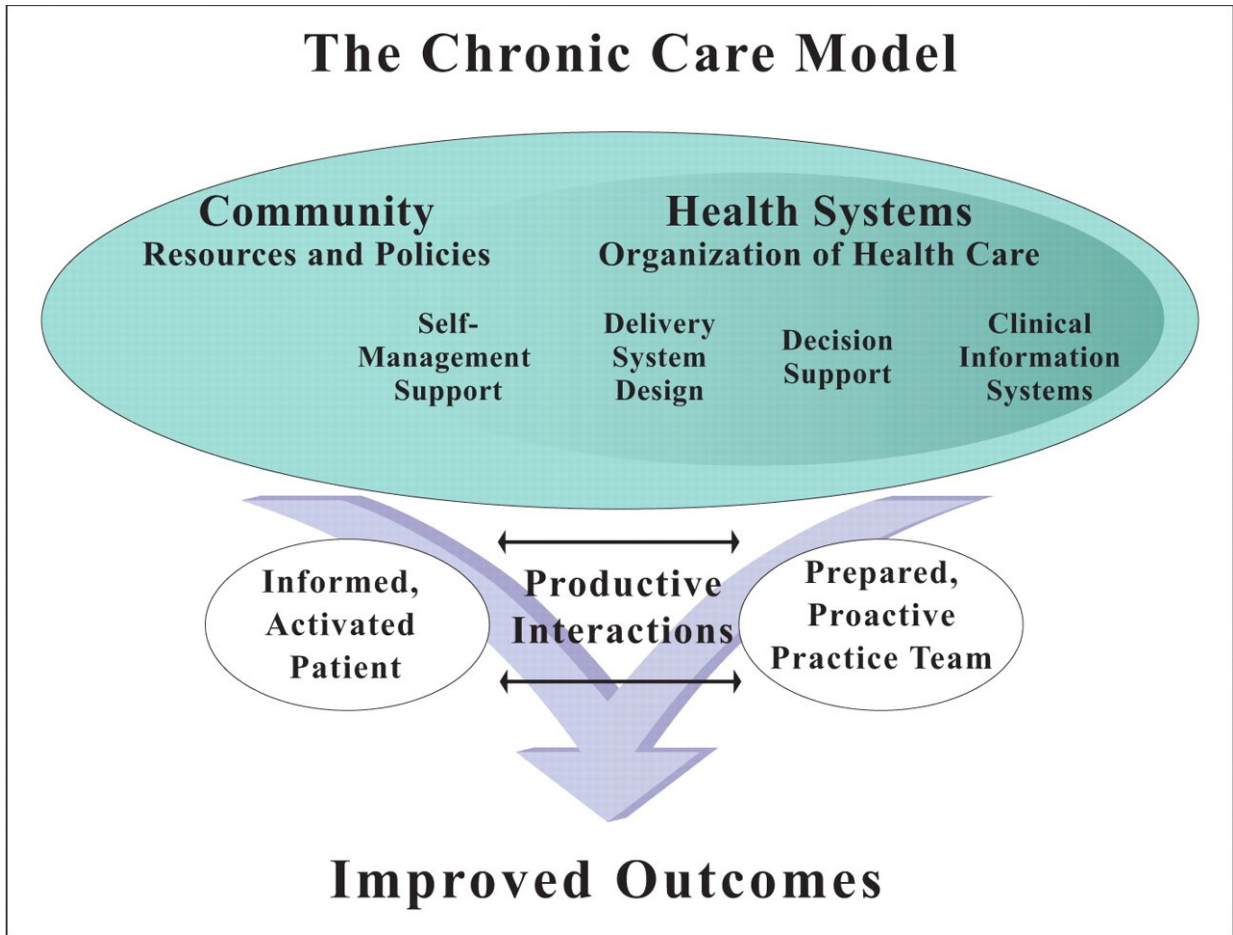 The Chronic Care Model
Community
Resources and Policies
Health Systems
Organization of Health Care
Self-
Management
Support
Delivery
System
Design
Decision
Support
Clinical
Information
Systems
Informed,
Activated
Patient
Productive
Interactions
Prepared,
Proactive
Practice Team
Improved Outcomes